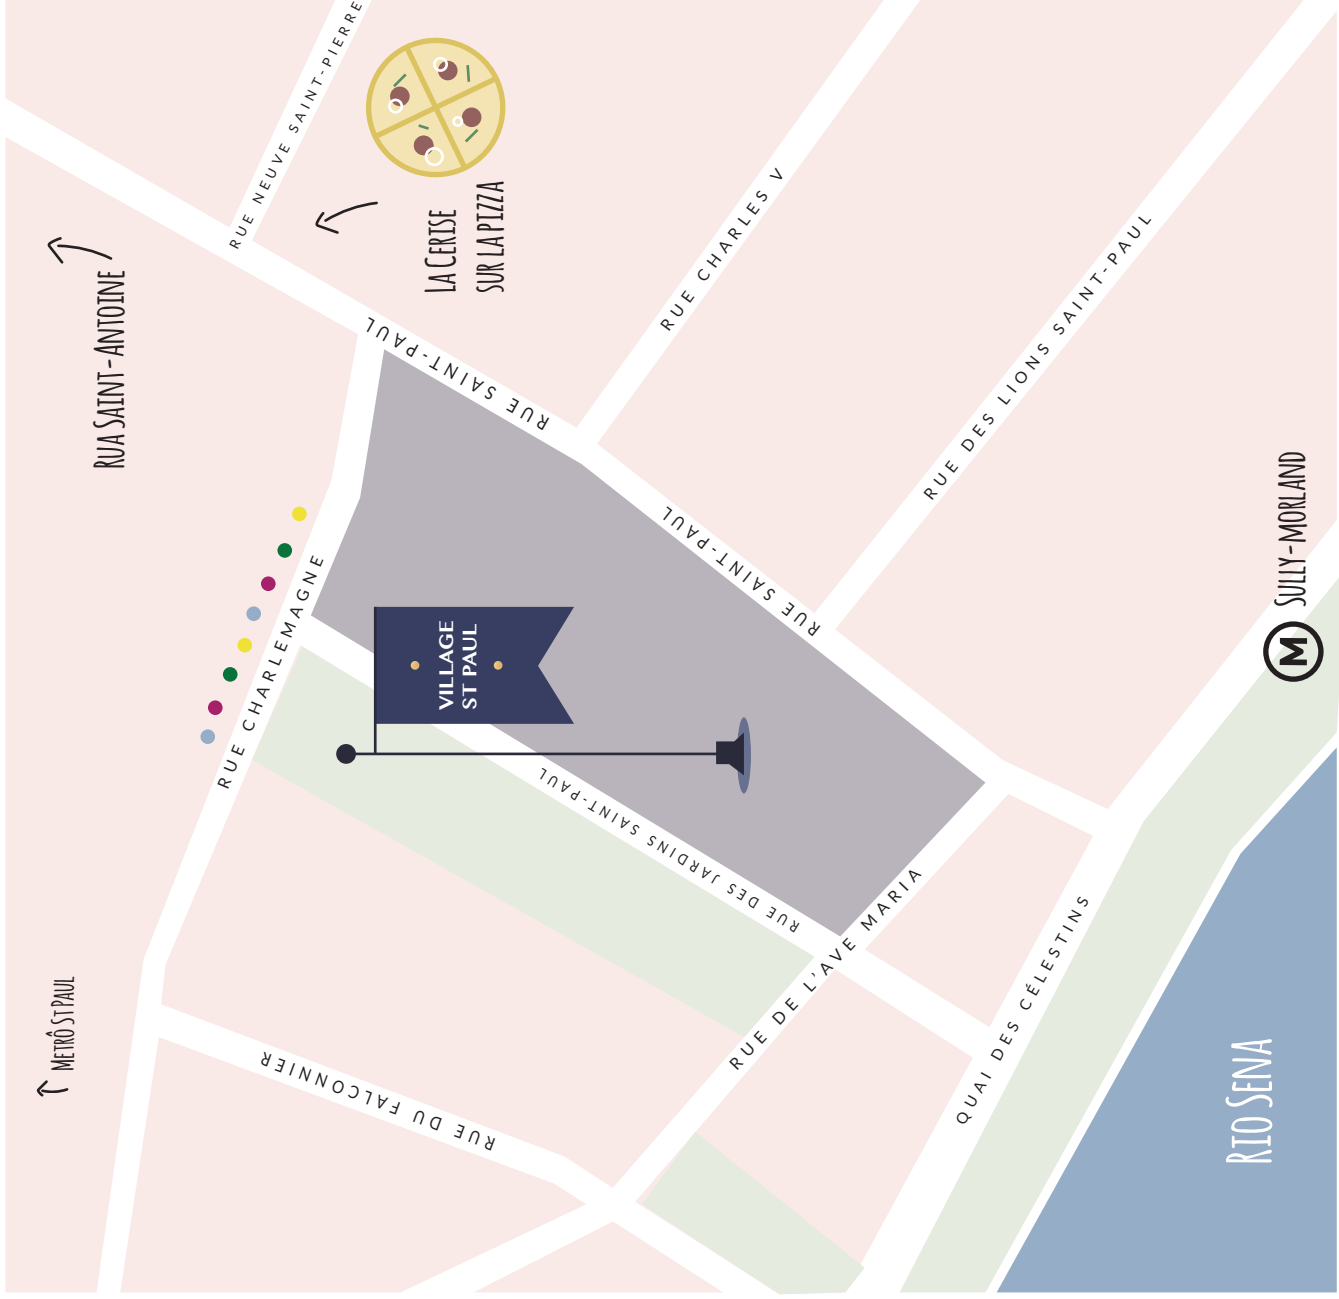 RUE NEUVE SAINT-PIERRE
LA CERISE
SUR LA PIZZA
RUA SAINT-ANTOINE
RUE SAINT-PAUL
RUE CHARLES V
RUE DES LIONS SAINT-PAUL
RUE SAINT-PAUL
RUE CHARLEMAGNE
VILLAGE
ST PAUL
RUE DES JARDINS SAINT-PAUL
M
SULLY-MORLAND
RUE DE L'AVE MARIA
QUAI DES CÉLESTINS
METRÔ ST PAUL
RUE DU FALCONNIER
RIO SENA